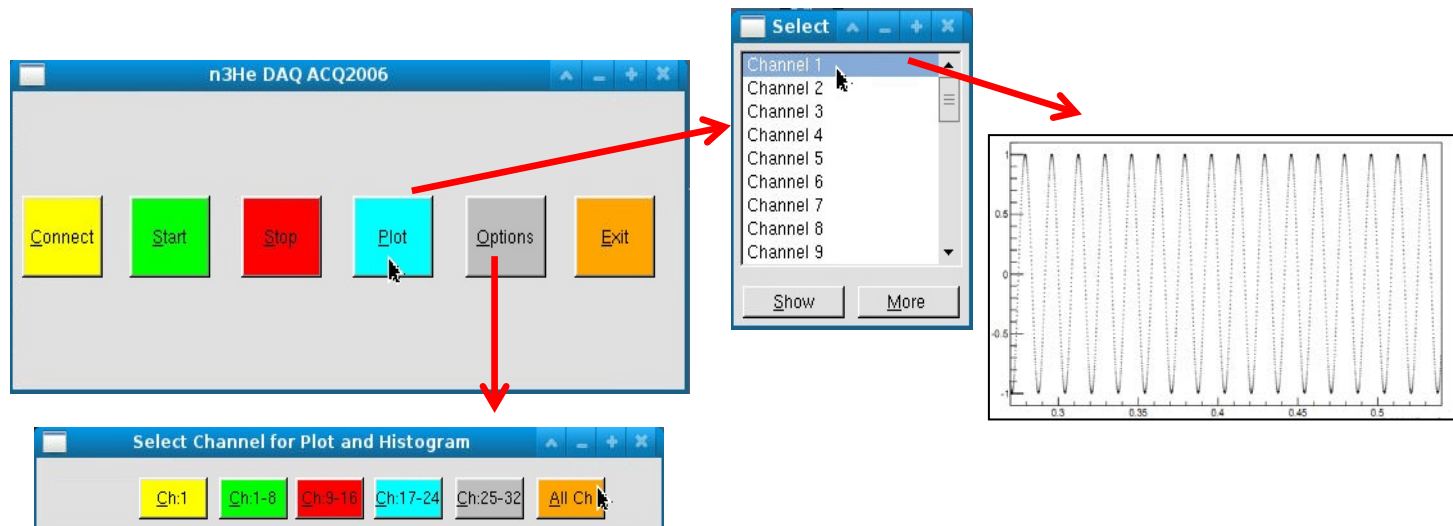 n3He DAQ ACQ2006
Connect Start Stop Plot Options Exit
Select
Channel 1
Channel 2
Channel 3
Channel 4
Channel 5
Channel 6
Channel 7
Channel 8
Channel 9
Show More
1
0.5
0
-0.5
-1
0.3 0.35 0.4 0.45 0.5
Select Channel for Plot and Histogram
Ch:1 Ch:1-8 Ch:9-16 Ch:17-24 Ch:25-32 All Ch